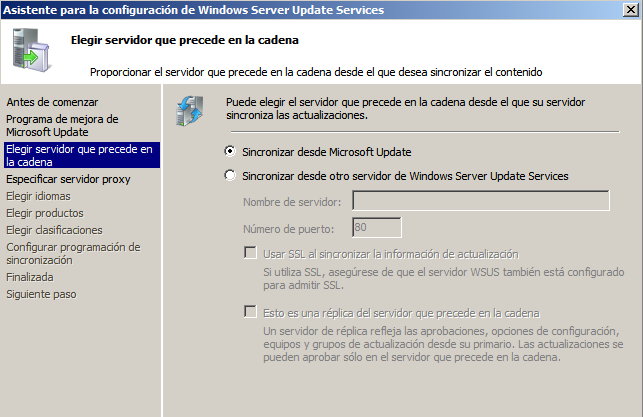 Asistente para la configuración de Windows Server Update Services
Elegir servidor que precede en la cadena
Proporcionar el servidor que precede en la cadena desde el que desea sincronizar el contenido
Antes de comenzar
Programa de mejora de
Microsoft Update
Elegir servidor que precede en
la cadena
Especificar servidor proxy
Elegir idiomas
Elegir productos
Elegir clasificaciones
Configurar programación de
sincronización
Finalizada
Siguiente paso
Puede elegir el servidor que precede en la cadena desde el que su servidor
sincroniza las actualizaciones.
Sincronizar desde Microsoft Update
Sincronizar desde otro servidor de Windows Server Update Services
Nombre de servidor:
Número de puerto: 80
Usar SSL al sincronizar la información de actualización
Si utiliza SSL, asegúrese de que el servidor WSUS también está configurado
para admitir SSL.
Esto es una réplica del servidor que precede en la cadena
Un servidor de réplica refleja las aprobaciones, opciones de configuración,
equipos y grupos de actualización desde su primario. Las actualizaciones se
pueden aprobar sólo en el servidor que precede en la cadena.